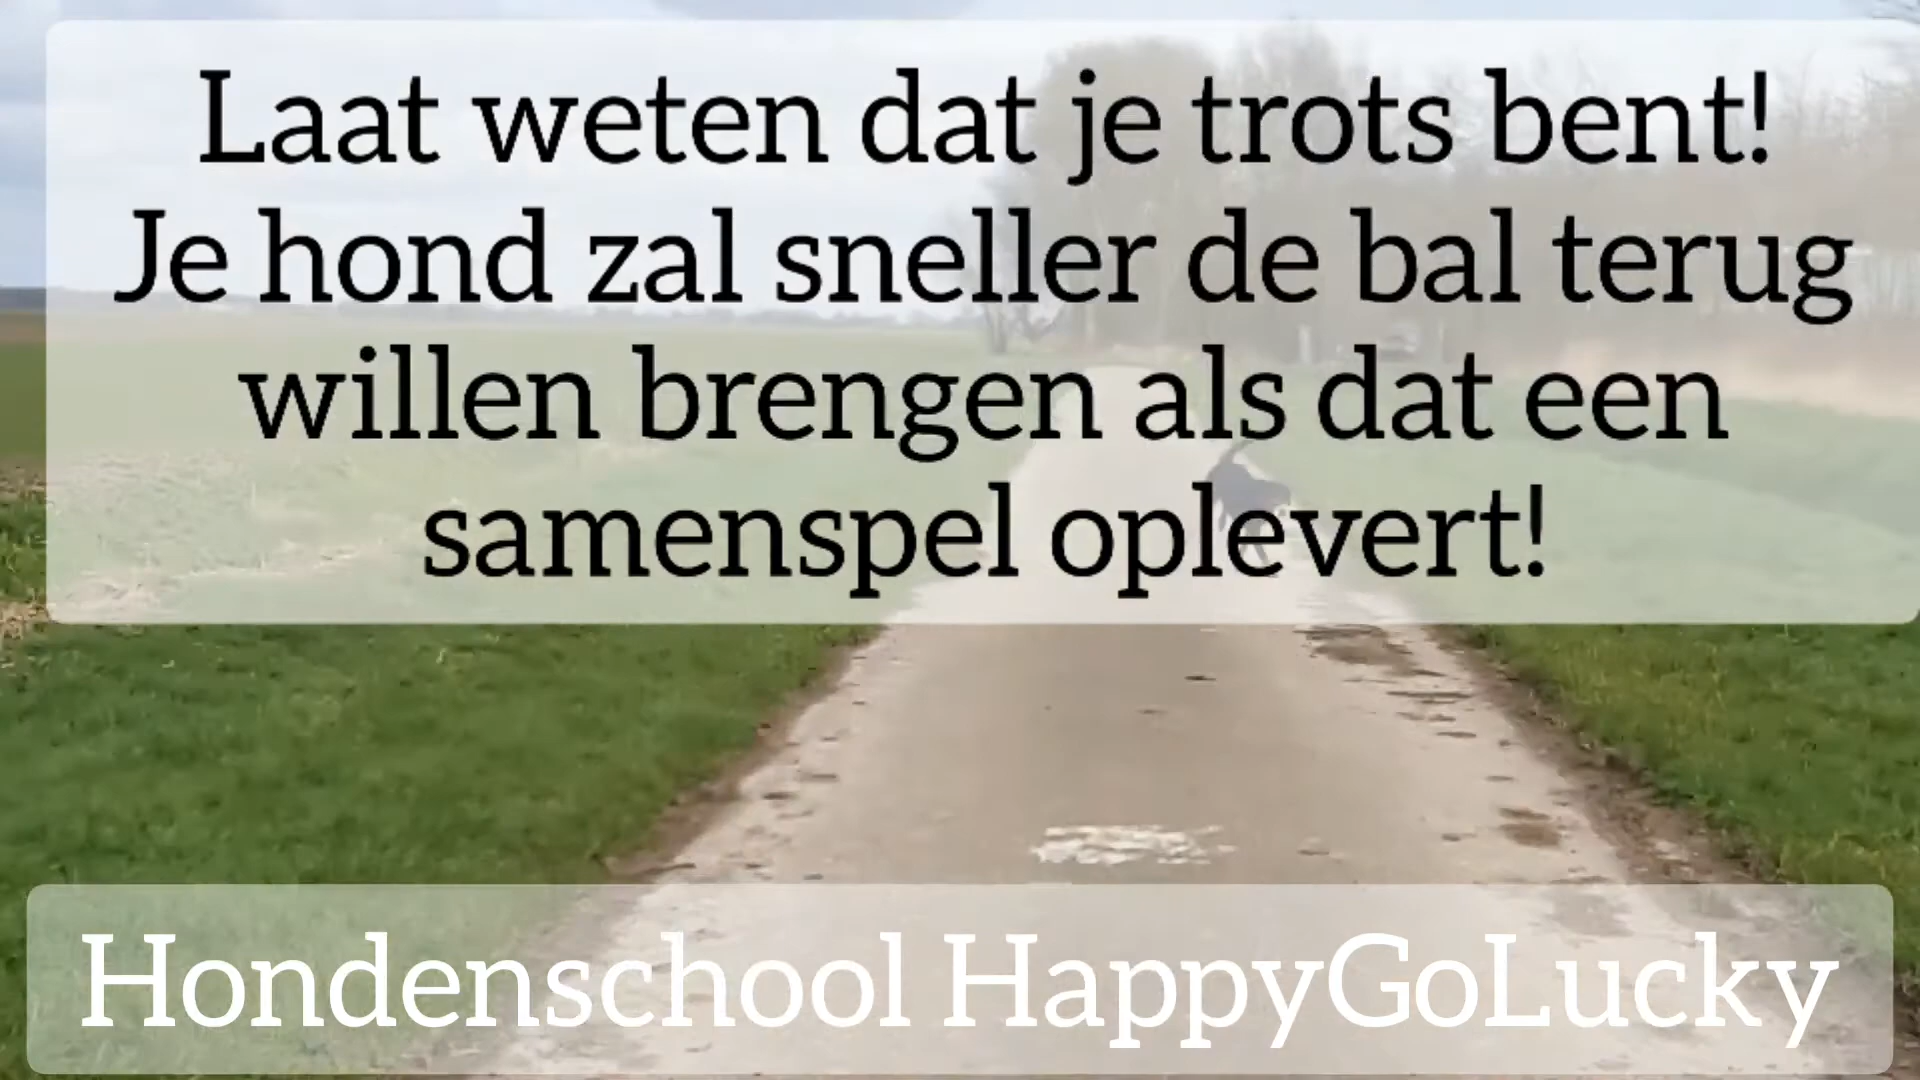 Laat weten dat je trots bent!
Je hond zal sneller de bal terug
willen brengen als dat een
samenspel oplevert!
Hondenschool HappyGoLucky